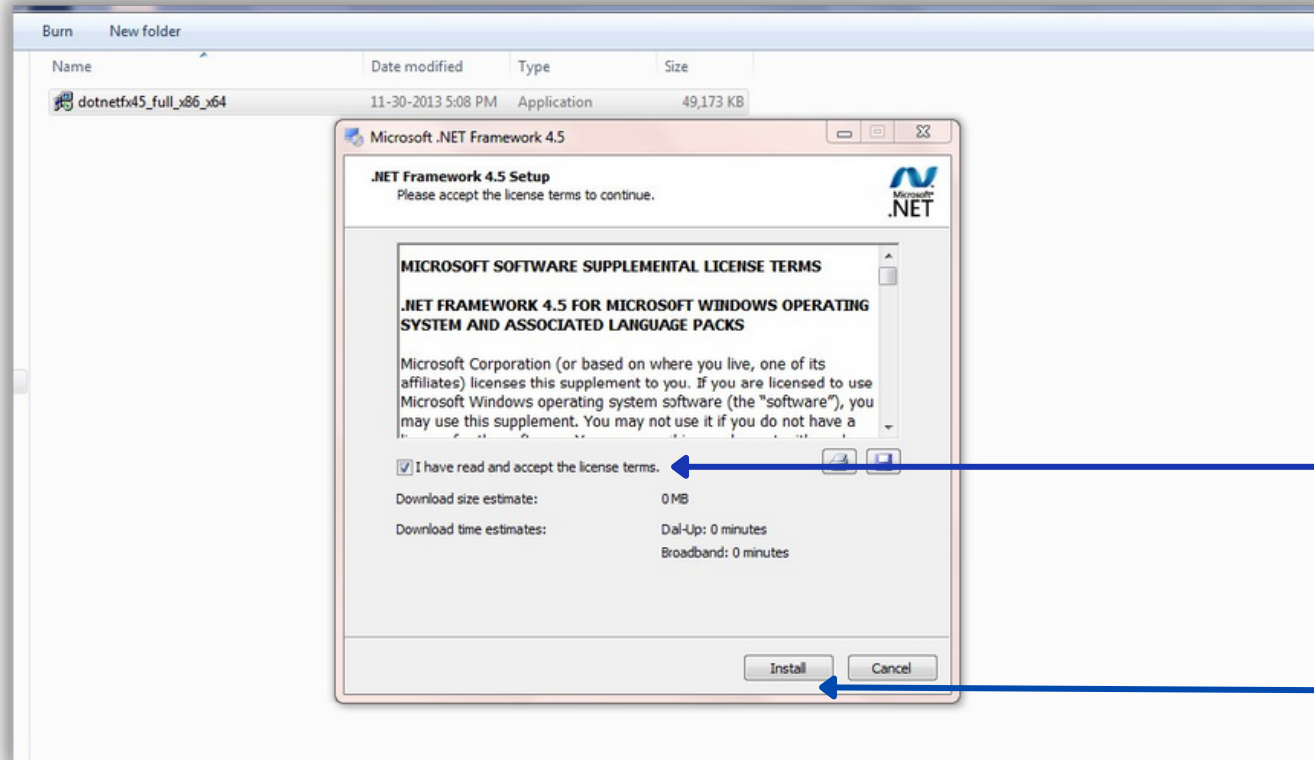 Burn New folder
Name Date modified Type Size
dotnetfx45_full_x86_x64 11-30-2013 5:08 PM Application 49,173 KB
Microsoft .NET Framework 4.5
.NET Framework 4.5 Setup
Please accept the license terms to continue.
Microsoft
.NET
MICROSOFT SOFTWARE SUPPLEMENTAL LICENSE TERMS
.NET FRAMEWORK 4.5 FOR MICROSOFT WINDOWS OPERATING
SYSTEM AND ASSOCIATED LANGUAGE PACKS
Microsoft Corporation (or based on where you live, one of its
affiliates) licenses this supplement to you. If you are licensed to use
Microsoft Windows operating system software (the “software”), you
may use this supplement. You may not use it if you do not have a
I have read and accept the license terms.
Download size estimate: 0 MB
Download time estimates: Dal-Up: 0 minutes
Broadband: 0 minutes
Install Cancel